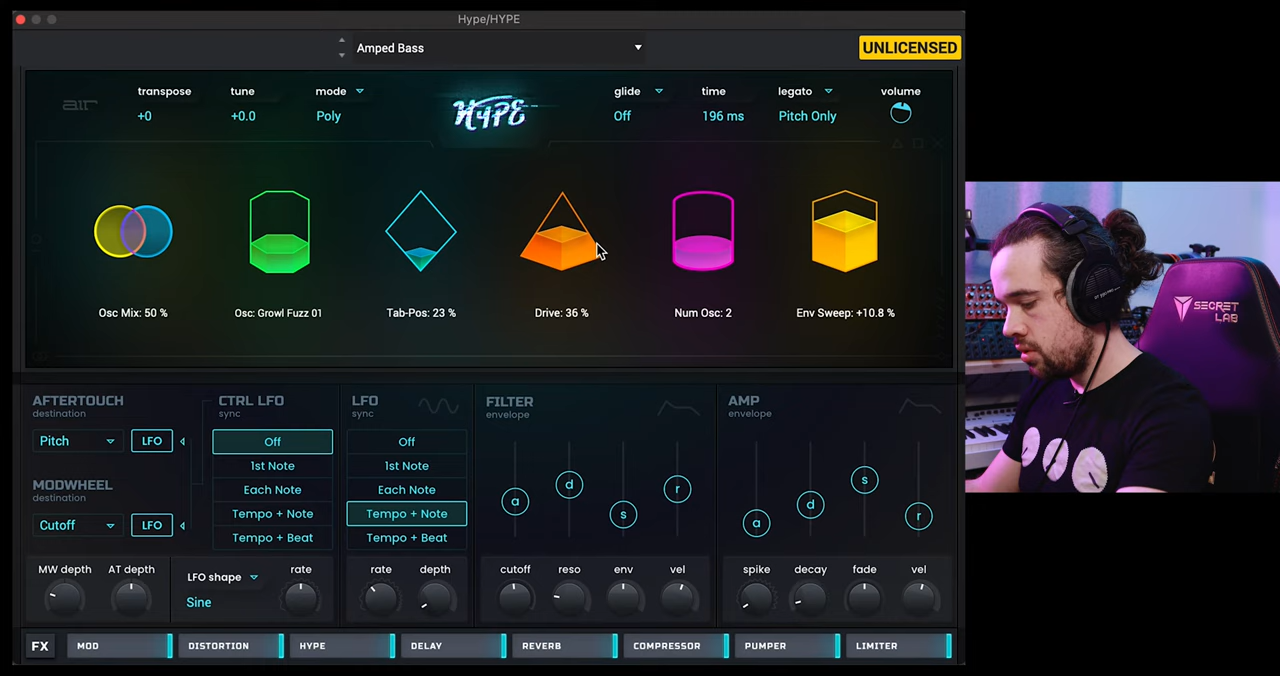 Hype/HYPE
Amped Bass
UNLICENSED
air
transpose
tune
mode
HYPE
glide
time
legato
volume
+0
+0.0
Poly
Off
196 ms
Pitch Only
Osc Mix: 50 %
Osc: Growl Fuzz 01
Tab-Pos: 23 %
Drive: 36 %
Num Osc: 2
Env Sweep: +10.8 %
SECRET
LAB
AFTERTOUCH
destination
Pitch
LFO
MODWHEEL
destination
Cutoff
LFO
MW depth
AT depth
CTRL LFO
sync
Off
1st Note
Each Note
Tempo + Note
Tempo + Beat
LFO shape
Sine
rate
LFO
sync
Off
1st Note
Each Note
Tempo + Note
Tempo + Beat
rate
depth
FILTER
envelope
a
d
s
r
cutoff
reso
env
vel
AMP
envelope
a
d
s
r
spike
decay
fade
vel
FX
MOD
DISTORTION
HYPE
DELAY
REVERB
COMPRESSOR
PUMPER
LIMITER